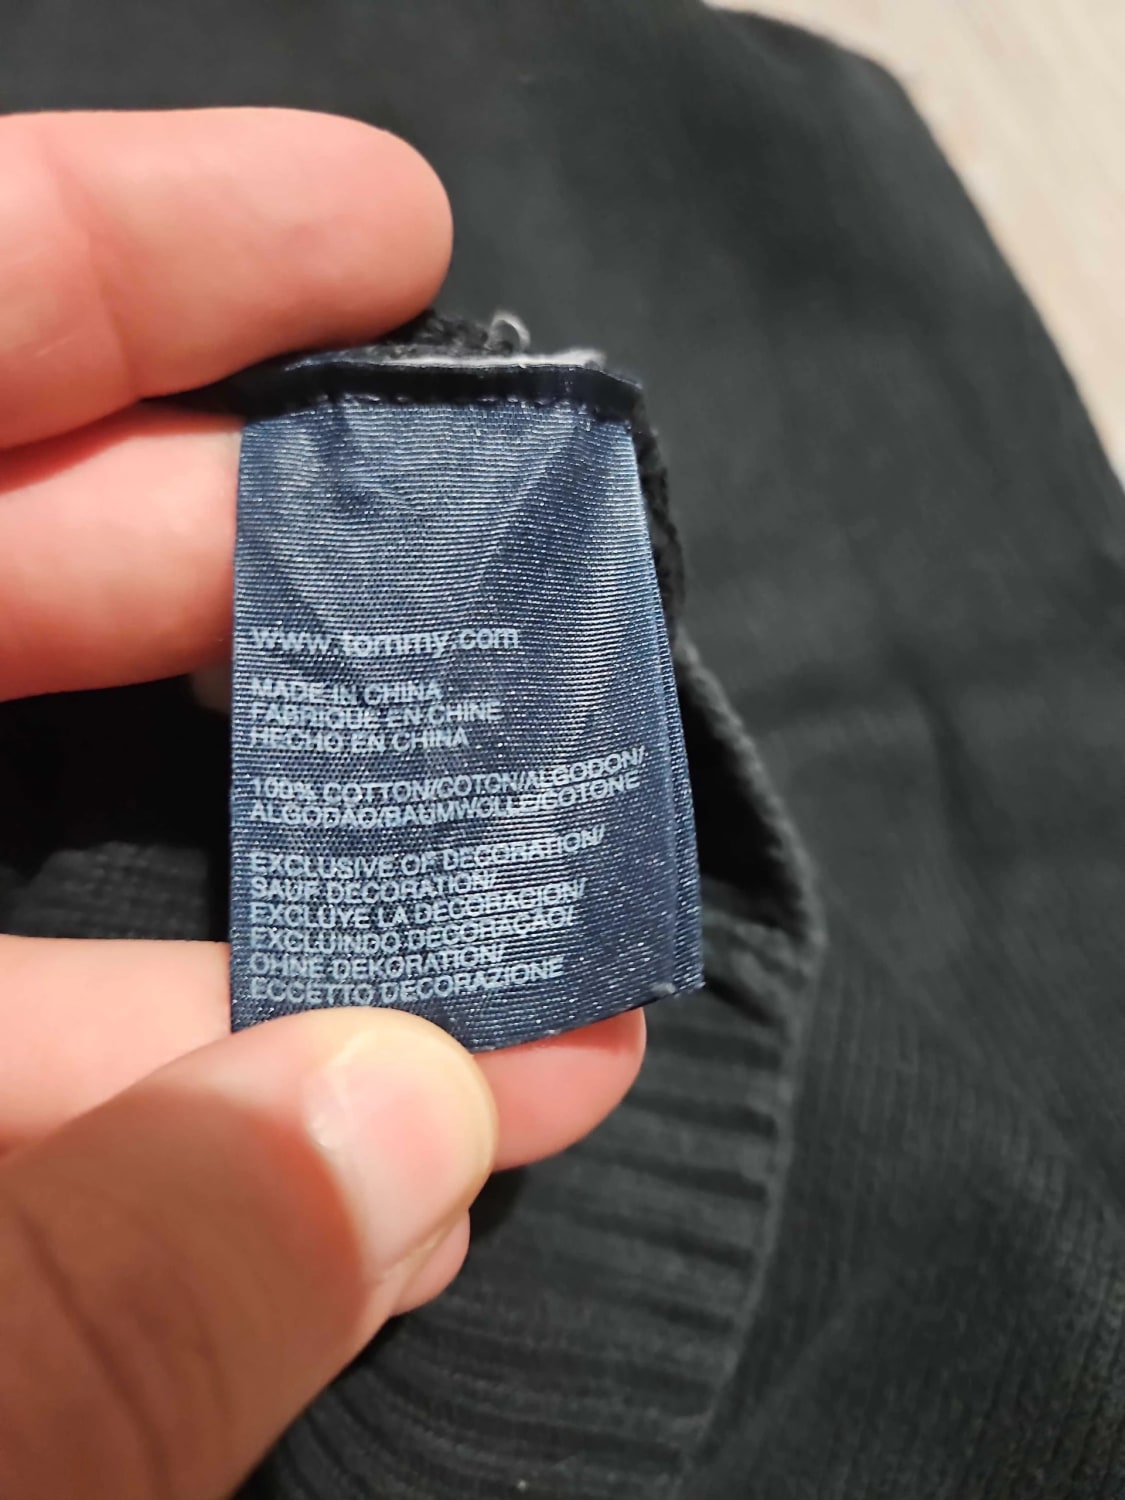 www.tommy.com
MADE IN CHINA
FABRIQUE EN CHINE
HECHO EN CHINA
100% COTTON/COTON/ALGODON/
ALGODAO/BAUMWOLLE/COTONE
EXCLUSIVE OF DECORATION/
SAUF DECORATION/
EXCLUYE LA DECORACION/
EXCLUINDO DECORAÇAO/
OHNE DEKORATION/
ECCETTO DECORAZIONE